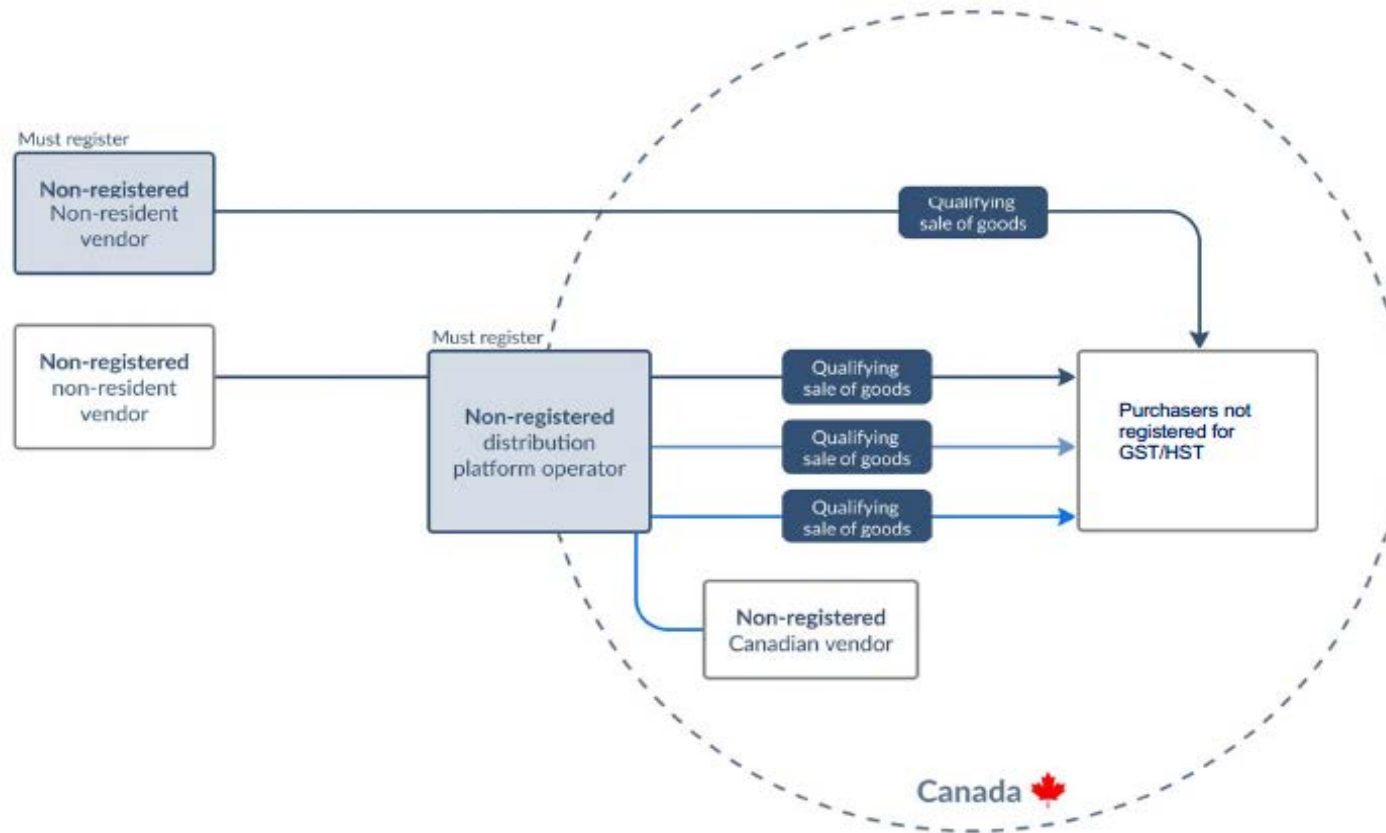 Must register
Non-registered
Non-resident
vendor
Qualifying
sale of goods
Non-registered
non-resident
vendor
Must register
Non-registered
distribution
platform operator
Qualifying
sale of goods
Qualifying
sale of goods
Qualifying
sale of goods
Purchasers not
registered for
GST/HST
Non-registered
Canadian vendor
Canada